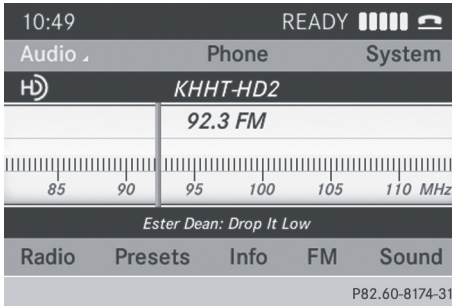 10:49 READY
Audio Phone System
HD KHHT-HD2
92.3 FM
85 90 95 100 105 110 MHz
Ester Dean: Drop It Low
Radio Presets Info FM Sound
P82.60-8174-31